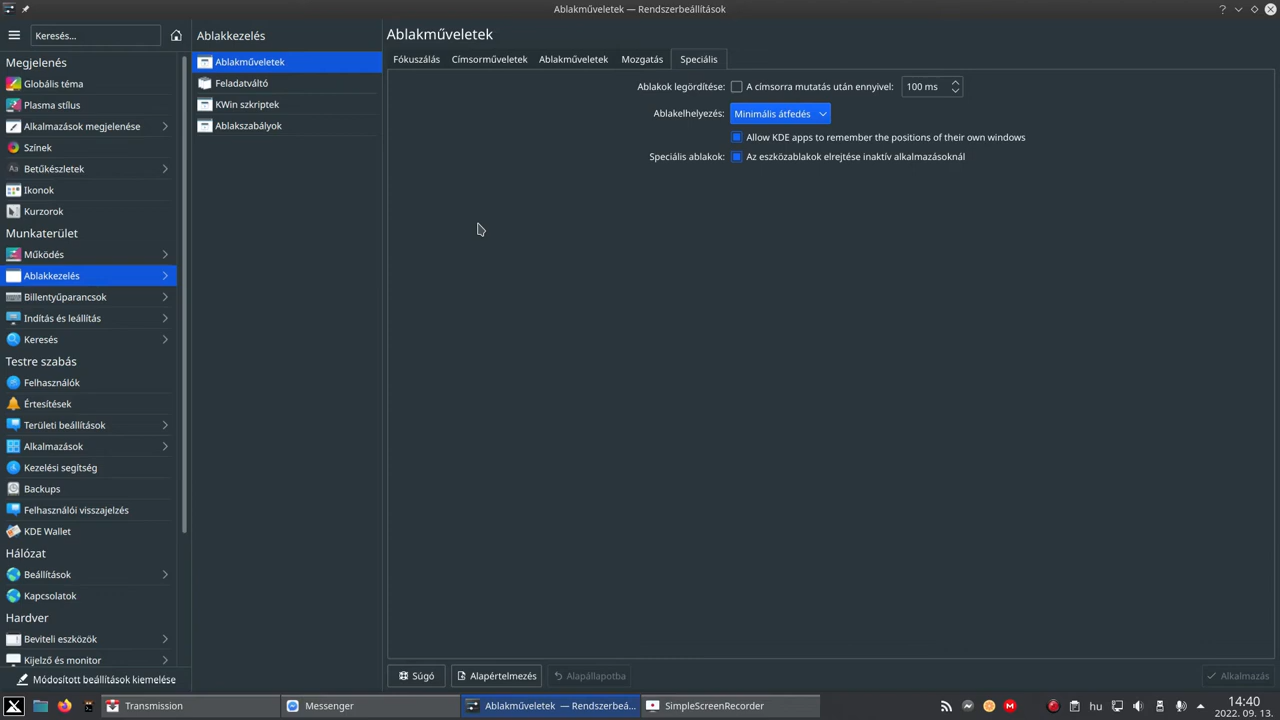 Ablakműveletek — Rendszerbeállítások
Keresés...
Megjelenés
Globális téma
Plasma stílus
Alkalmazások megjelenése
Színek
Betűkészletek
Ikonok
Kurzorok
Munkaterület
Működés
Ablakkezelés
Billentyűparancsok
Indítás és leállítás
Keresés
Testre szabás
Felhasználók
Értesítések
Területi beállítások
Alkalmazások
Kezelési segítség
Backups
Felhasználói visszajelzés
KDE Wallet
Hálózat
Beállítások
Kapcsolatok
Hardver
Beviteli eszközök
Kijelző és monitor
Módosított beállítások kiemelése
Ablakkezelés
Ablakműveletek
Feladatváltó
KWin szkriptek
Ablakszabályok
Ablakműveletek
Fókuszálás Címsorműveletek Ablakműveletek Mozgatás Speciális
Ablakok legördítése: A címsorra mutatás után ennyivel: 100 ms
Ablakelhelyezés: Minimális átfedés
Allow KDE apps to remember the positions of their own windows
Speciális ablakok: Az eszközablakok elrejtése inaktív alkalmazásoknál
Súgó Alapértelmezés Alapállapotba Alkalmazás
Transmission Messenger Ablakműveletek — Rendszerbeá... SimpleScreenRecorder hu 14:40
2022. 09. 13.